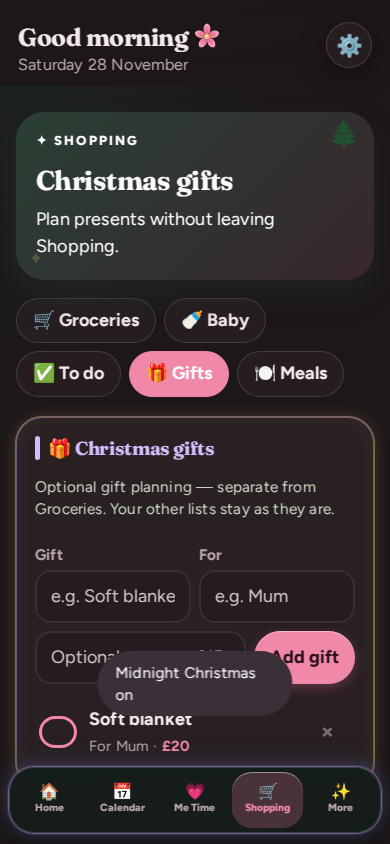 Good morning 🌸
Saturday 28 November
✦ SHOPPING
Christmas gifts
Plan presents without leaving
Shopping.
🛒 Groceries
🍼 Baby
✅ To do
🎁 Gifts
🍽️ Meals
🎁 Christmas gifts
Optional gift planning — separate from
Groceries. Your other lists stay as they are.
Gift
For
e.g. Soft blanke
e.g. Mum
Optional
Add gift
Midnight Christmas
on
Soft blanket
For Mum · £20
×
Home
Calendar
Me Time
Shopping
More